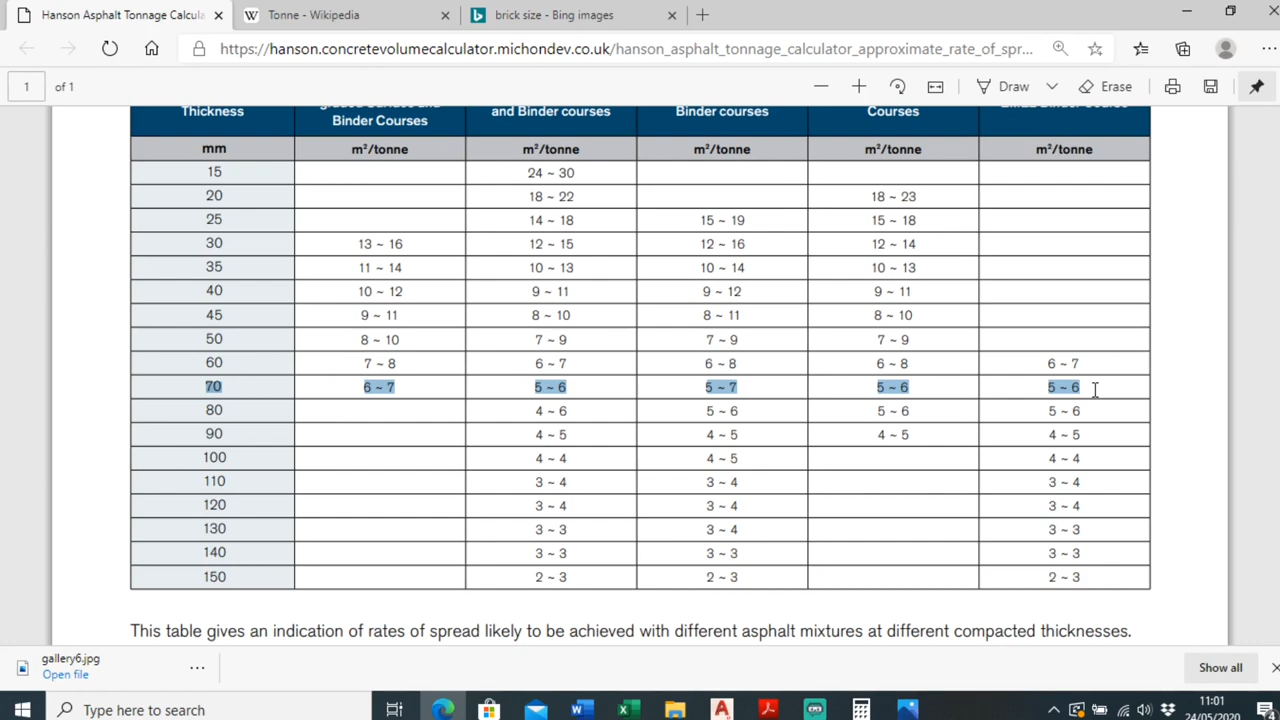 Hanson Asphalt Tonnage Calcula
Tonne - Wikipedia
brick size - Bing images
https://hanson.concretevolumecalculator.michondev.co.uk/hanson_asphalt_tonnage_calculator_approximate_rate_of_spr...
1 of 1
Draw
Erase
Thickness
Binder Courses
and Binder courses
Binder courses
Courses
mm m²/tonne m²/tonne m²/tonne m²/tonne m²/tonne
15 24 ~ 30
20 18 ~ 22 18 ~ 23
25 14 ~ 18 15 ~ 19 15 ~ 18
30 13 ~ 16 12 ~ 15 12 ~ 16 12 ~ 14
35 11 ~ 14 10 ~ 13 10 ~ 14 10 ~ 13
40 10 ~ 12 9 ~ 11 9 ~ 12 9 ~ 11
45 9 ~ 11 8 ~ 10 8 ~ 11 8 ~ 10
50 8 ~ 10 7 ~ 9 7 ~ 9 7 ~ 9
60 7 ~ 8 6 ~ 7 6 ~ 8 6 ~ 8 6 ~ 7
70 6 ~ 7 5 ~ 6 5 ~ 7 5 ~ 6 5 ~ 6
80 4 ~ 6 5 ~ 6 5 ~ 6 5 ~ 6
90 4 ~ 5 4 ~ 5 4 ~ 5 4 ~ 5
100 4 ~ 4 4 ~ 5 4 ~ 4
110 3 ~ 4 3 ~ 4 3 ~ 4
120 3 ~ 4 3 ~ 4 3 ~ 4
130 3 ~ 3 3 ~ 4 3 ~ 3
140 3 ~ 3 3 ~ 3 3 ~ 3
150 2 ~ 3 2 ~ 3 2 ~ 3
This table gives an indication of rates of spread likely to be achieved with different asphalt mixtures at different compacted thicknesses.
gallery6.jpg
Open file
Show all
Type here to search
11:01
24/05/2020